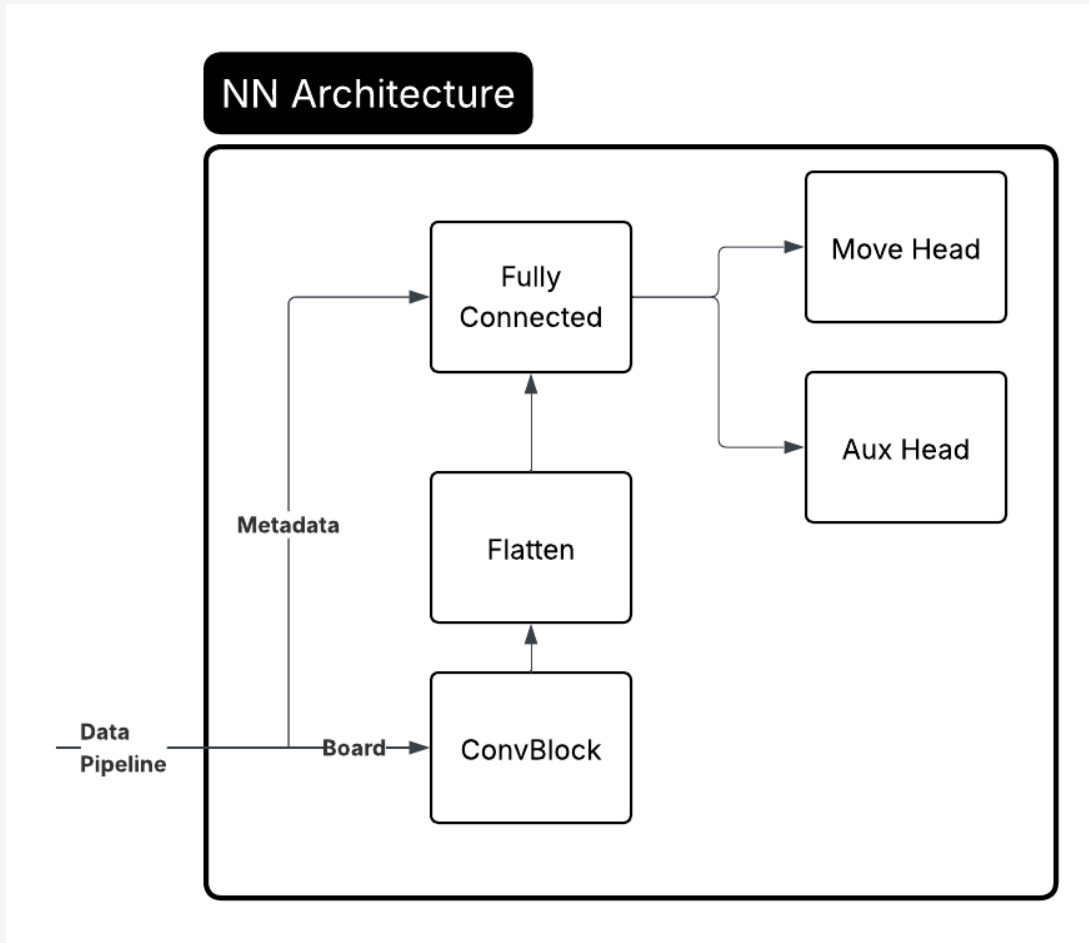 NN Architecture
Move Head
Fully
Connected
Aux Head
Metadata
Flatten
Data
Pipeline
Board
ConvBlock